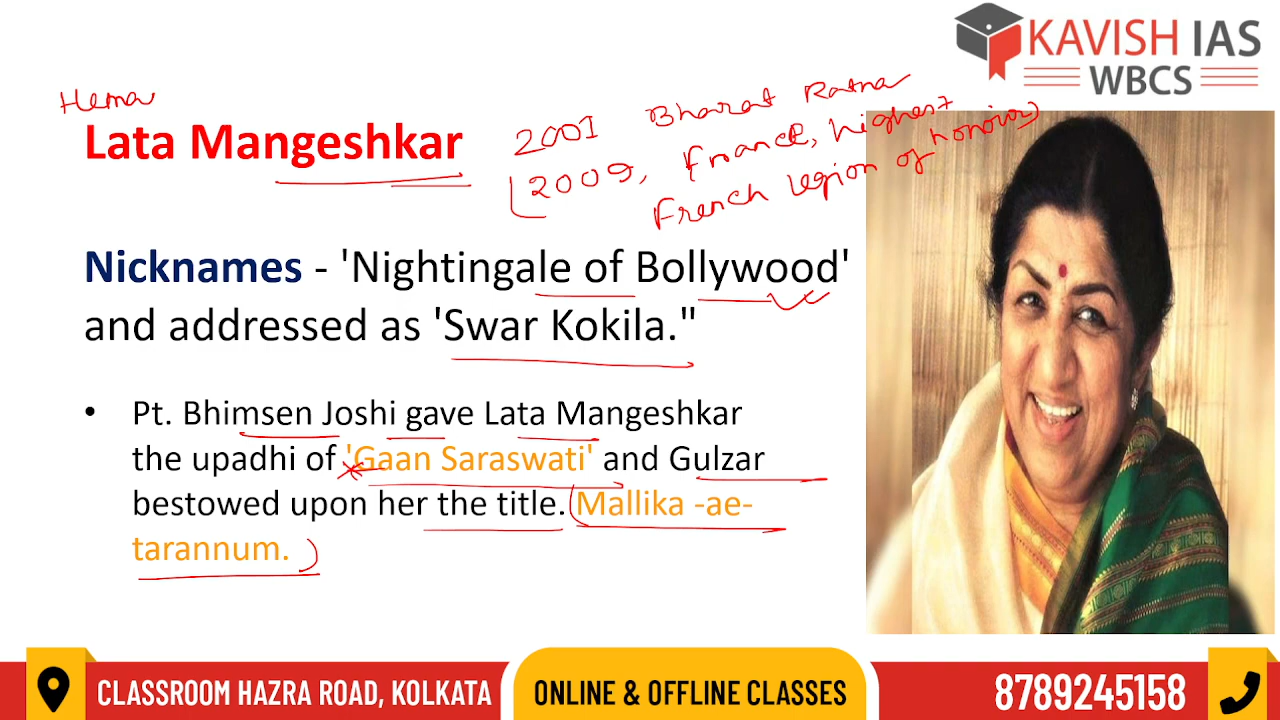 KAVISH IAS
WBCS
Hema
Lata Mangeshkar
2001 Bharat Ratna
2009, France, highest
French legion of honour)
Nicknames - 'Nightingale of Bollywood'
and addressed as 'Swar Kokila."
• Pt. Bhimsen Joshi gave Lata Mangeshkar
the upadhi of 'Gaan Saraswati' and Gulzar
bestowed upon her the title. Mallika -ae-
tarannum.
CLASSROOM HAZRA ROAD, KOLKATA
ONLINE & OFFLINE CLASSES
8789245158